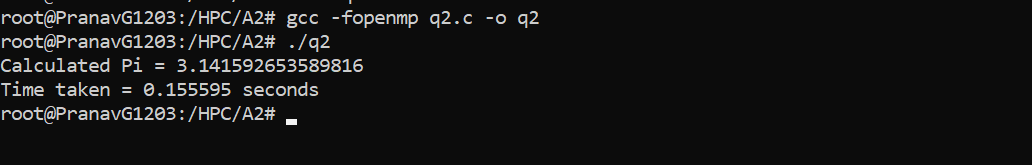 root@PranavG1203:/HPC/A2# gcc -fopenmp q2.c -o q2
root@PranavG1203:/HPC/A2# ./q2
Calculated Pi = 3.141592653589816
Time taken = 0.155595 seconds
root@PranavG1203:/HPC/A2#